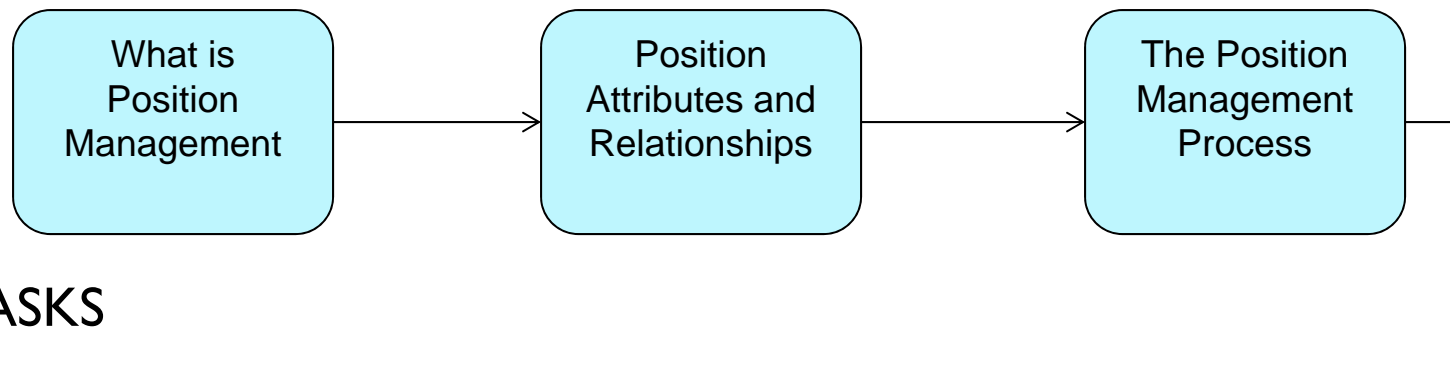 What is
Position
Management
Position
Attributes and
Relationships
The Position
Management
Process
ASKS